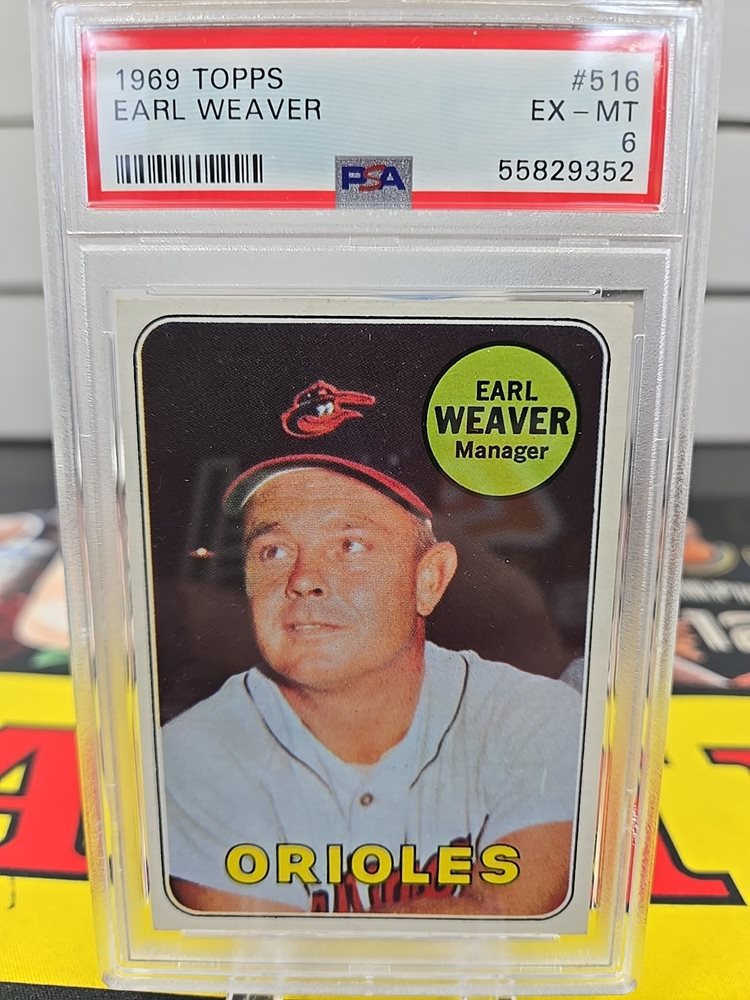 1969 TOPPS #516
EARL WEAVER EX - MT
6
PSA 55829352
EARL
WEAVER
Manager
ORIOLES